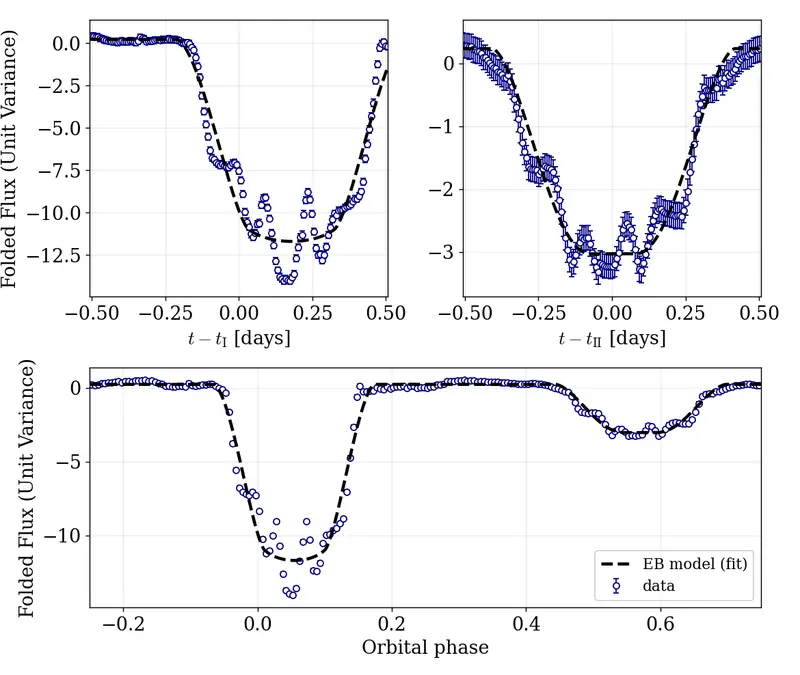 Folded Flux (Unit Variance)
0.0
−2.5
−5.0
−7.5
−10.0
−12.5
−0.50 −0.25 0.00 0.25 0.50
t − t_I [days]
0
−1
−2
−3
−0.50 −0.25 0.00 0.25 0.50
t − t_II [days]
Folded Flux (Unit Variance)
0
−5
−10
EB model (fit)
data
−0.2 0.0 0.2 0.4 0.6
Orbital phase